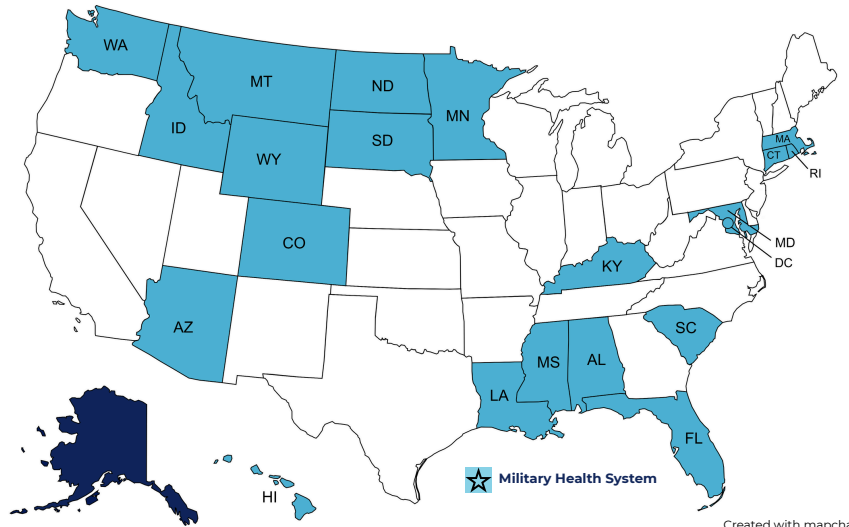 WA
MT
ND
MN
ID
SD
WY
MA
CT
RI
CO
MD
DC
KY
AZ
SC
MS
AL
LA
FL
HI
Military Health System
Created with mapcha